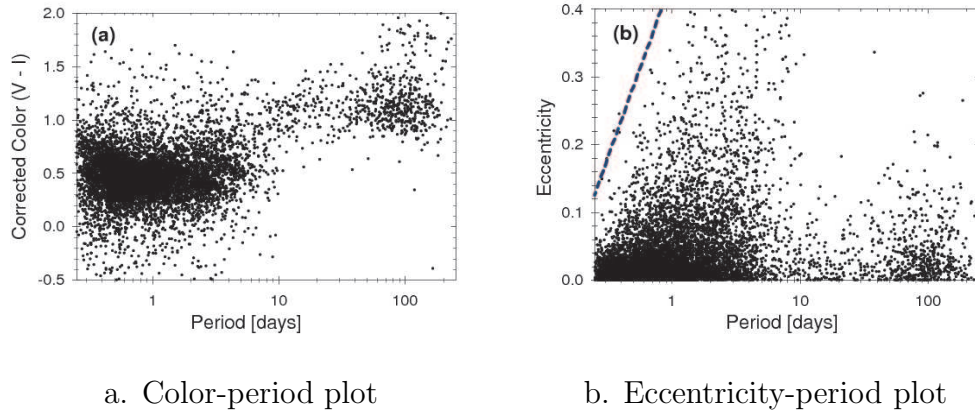 (a)
Corrected Color (V - I)
2.0
1.5
1.0
0.5
0.0
-0.5
1
10
100
Period [days]
(b)
Eccentricity
0.4
0.3
0.2
0.1
0.0
1
10
100
Period [days]
a. Color-period plot
b. Eccentricity-period plot